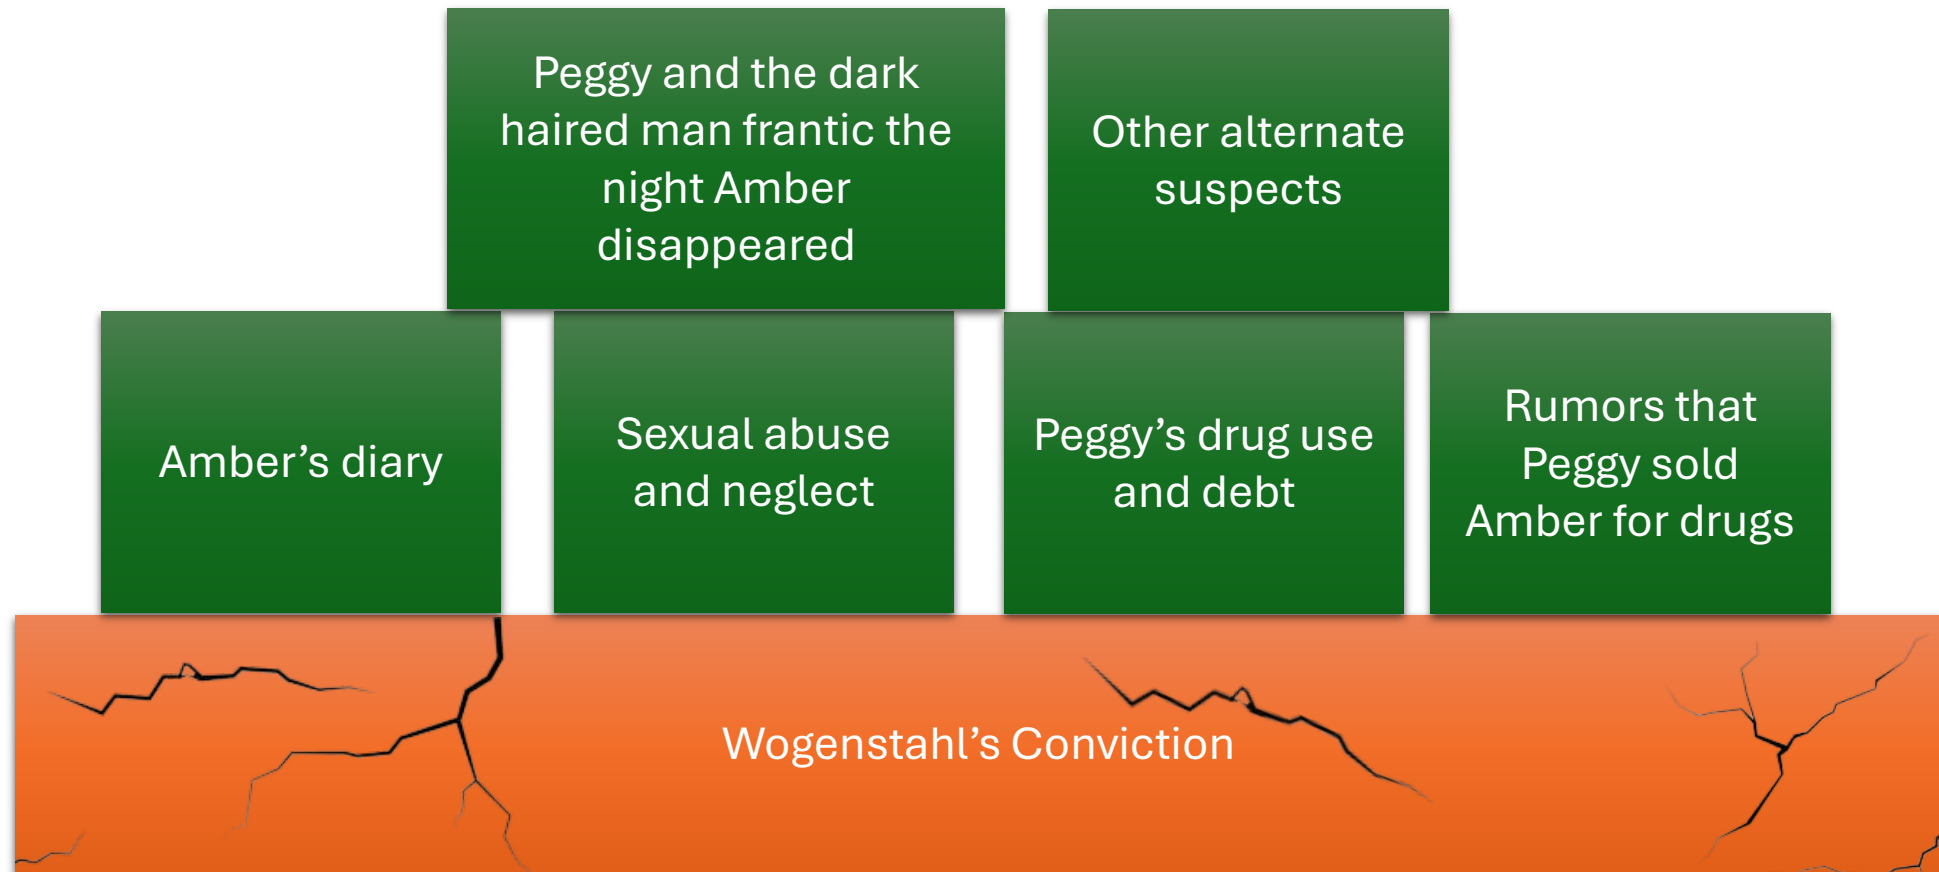 Peggy and the dark
haired man frantic the
night Amber
disappeared
Other alternate
suspects
Amber’s diary
Sexual abuse
and neglect
Peggy’s drug use
and debt
Rumors that
Peggy sold
Amber for drugs
Wogenstahl’s Conviction